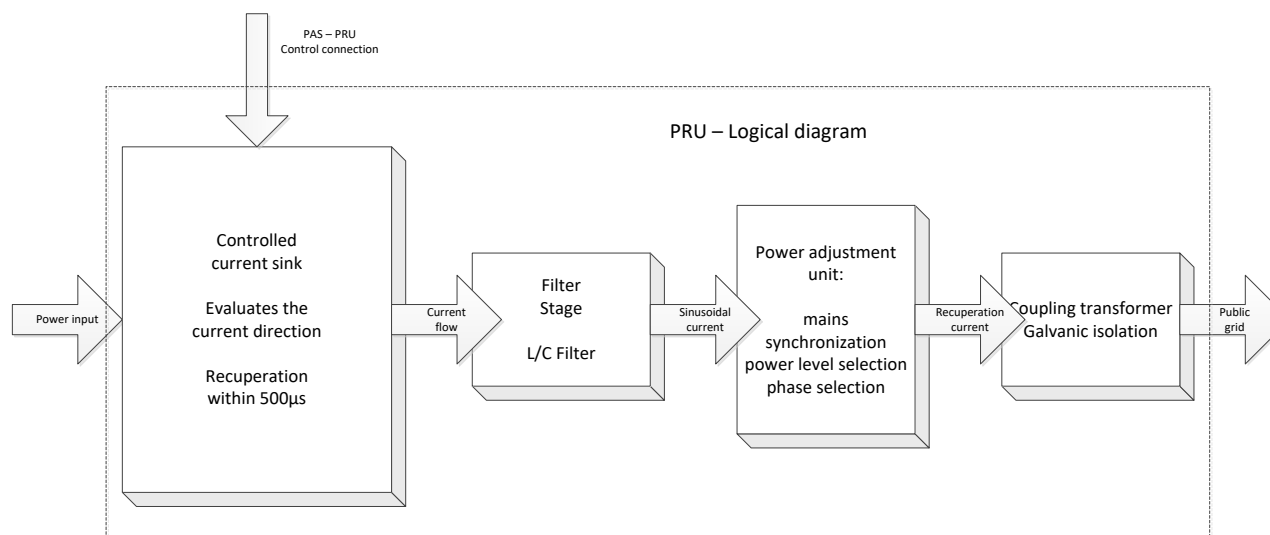 PAS – PRU
Control connection
PRU – Logical diagram
Power input
Controlled
current sink
Evaluates the
current direction
Recuperation
within 500µs
Current
flow
Filter
Stage
L/C Filter
Sinusoidal
current
Power adjustment
unit:
mains
synchronization
power level selection
phase selection
Recuperation
current
Coupling transformer
Galvanic isolation
Public
grid